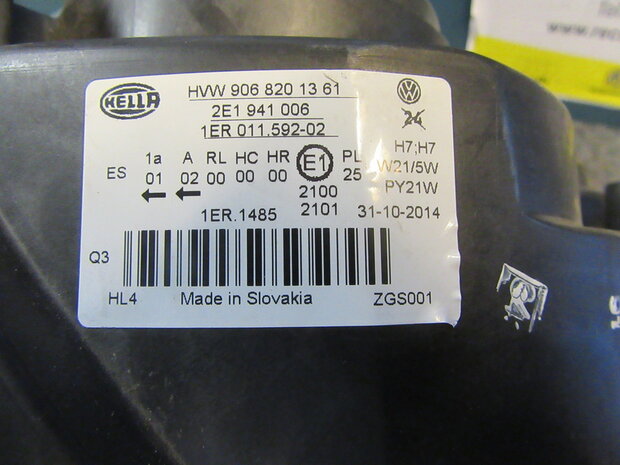 HELLA
HVW 906 820 13 61
2E1 941 006
1ER 011.592-02
24
H7;H7
W21/5W
PY21W
ES 1a A RL HC HR E1 PL
01 02 00 00 00 25
2100
2101
1ER.1485
31-10-2014
Q3
HL4 Made in Slovakia ZGS001